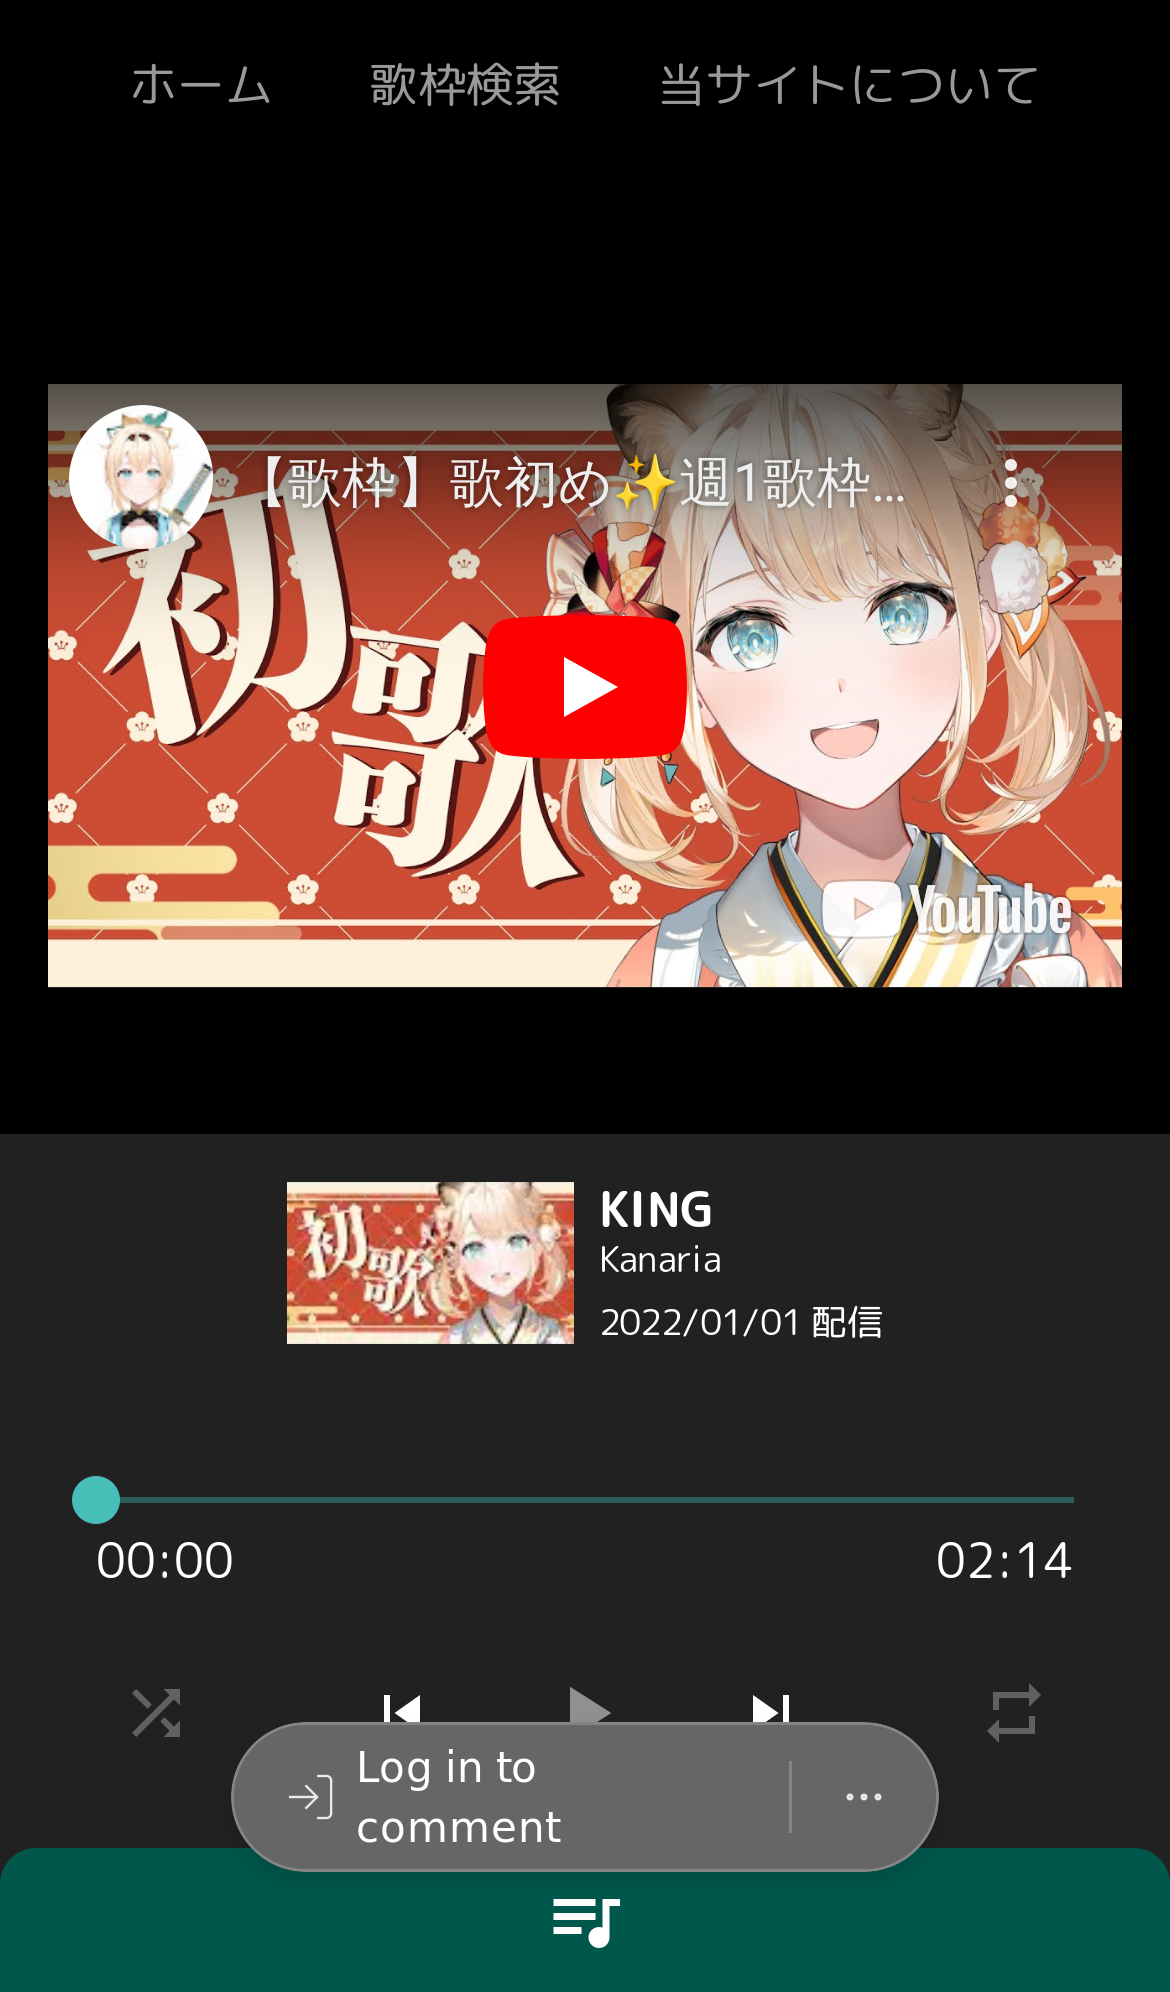 ホーム 歌枠検索 当サイトについて
【歌枠】歌初め✨週1歌枠...
初歌
YouTube
初歌
KING
Kanaria
2022/01/01 配信
00:00 02:14
Log in to
comment